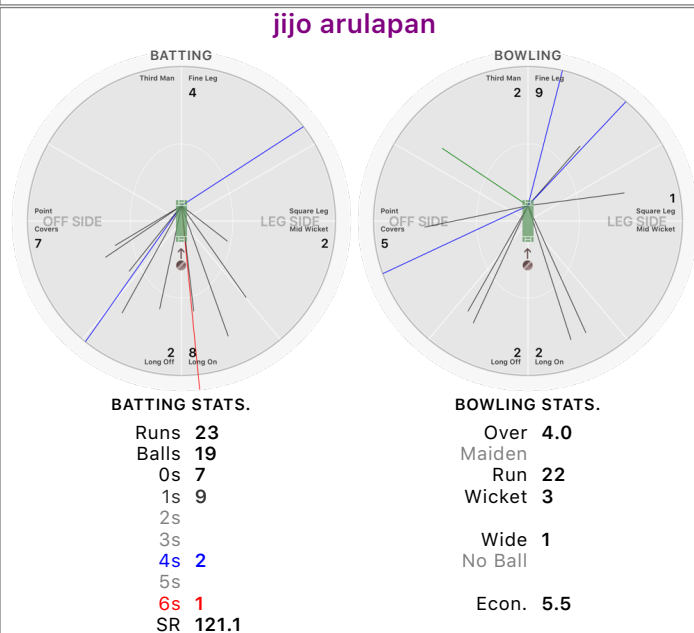 jijo arulapan
BATTING
Third Man Fine Leg
4
Point
OFF SIDE
Covers
7
Square Leg
LEG SIDE
Mid Wicket
2
2 8
Long Off Long On
BATTING STATS.
Runs 23
Balls 19
0s 7
1s 9
2s
3s
4s 2
5s
6s 1
SR 121.1
BOWLING
Third Man Fine Leg
2 9
1
Point
OFF SIDE
Covers
5
Square Leg
LEG SIDE
Mid Wicket
2 2
Long Off Long On
BOWLING STATS.
Over 4.0
Maiden
Run 22
Wicket 3
Wide 1
No Ball
Econ. 5.5